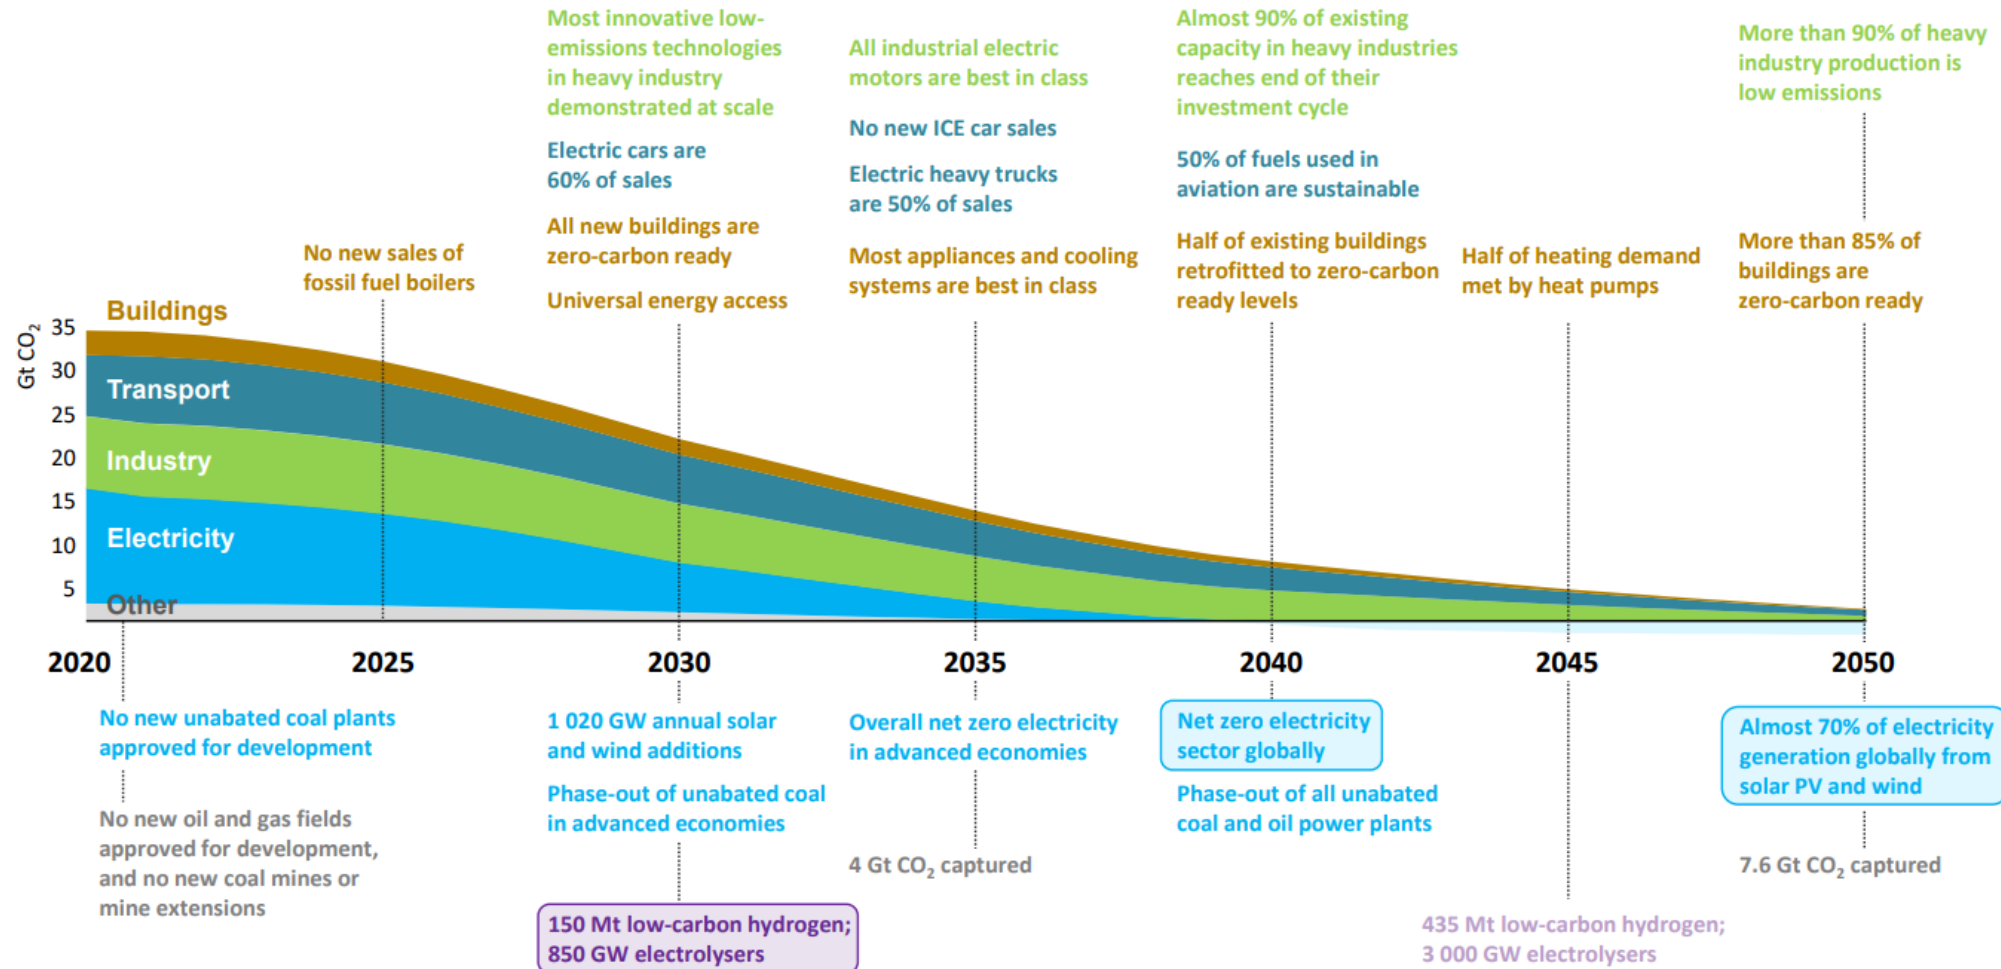 Most innovative low-
emissions technologies
in heavy industry
demonstrated at scale
Electric cars are
60% of sales
All new buildings are
zero-carbon ready
Universal energy access
All industrial electric
motors are best in class
No new ICE car sales
Electric heavy trucks
are 50% of sales
Most appliances and cooling
systems are best in class
Almost 90% of existing
capacity in heavy industries
reaches end of their
investment cycle
50% of fuels used in
aviation are sustainable
Half of existing buildings
retrofitted to zero-carbon
ready levels
Half of heating demand
met by heat pumps
More than 90% of heavy
industry production is
low emissions
More than 85% of
buildings are
zero-carbon ready
No new sales of
fossil fuel boilers
Gt CO₂
35
30
25
20
15
10
5
Buildings
Transport
Industry
Electricity
Other
2020 2025 2030 2035 2040 2045 2050
No new unabated coal plants
approved for development
No new oil and gas fields
approved for development,
and no new coal mines or
mine extensions
1 020 GW annual solar
and wind additions
Phase-out of unabated coal
in advanced economies
150 Mt low-carbon hydrogen;
850 GW electrolysers
Overall net zero electricity
in advanced economies
4 Gt CO₂ captured
Net zero electricity
sector globally
Phase-out of all unabated
coal and oil power plants
435 Mt low-carbon hydrogen;
3 000 GW electrolysers
Almost 70% of electricity
generation globally from
solar PV and wind
7.6 Gt CO₂ captured